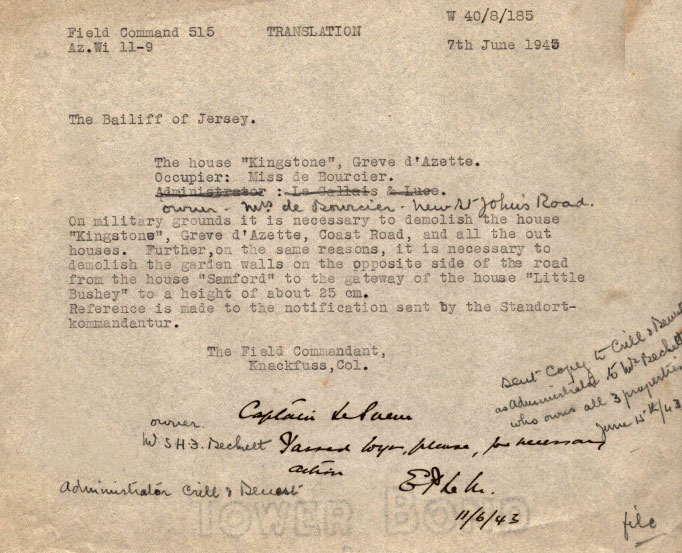 W 40/8/185
Field Command 515 TRANSLATION
Az.Wi 11-9 7th June 1943
The Bailiff of Jersey.
The house "Kingstone", Greve d'Azette.
Occupier: Miss de Bourcier.
Administrator : Le Gallais & Luce.
owner - Mrs de Bourcier - New St John's Road.
On military grounds it is necessary to demolish the house
"Kingstone", Greve d'Azette, Coast Road, and all the out
houses. Further,on the same reasons, it is necessary to
demolish the garden walls on the opposite side of the road
from the house "Samford" to the gateway of the house "Little
Bushey" to a height of about 25 cm.
Reference is made to the notification sent by the Standort-
kommandantur.
The Field Commandant,
Knackfuss,Col.
sent Copy to Crill & Benest
as Administrator to Mr Beckett
who owns all 3 properties
June 15th/43
Captain
owner
Mr. S.H.J. Beckett Passed to you, please, for necessary
action
Administrator Crill & Benest
11/6/43
file
TOWER BOND